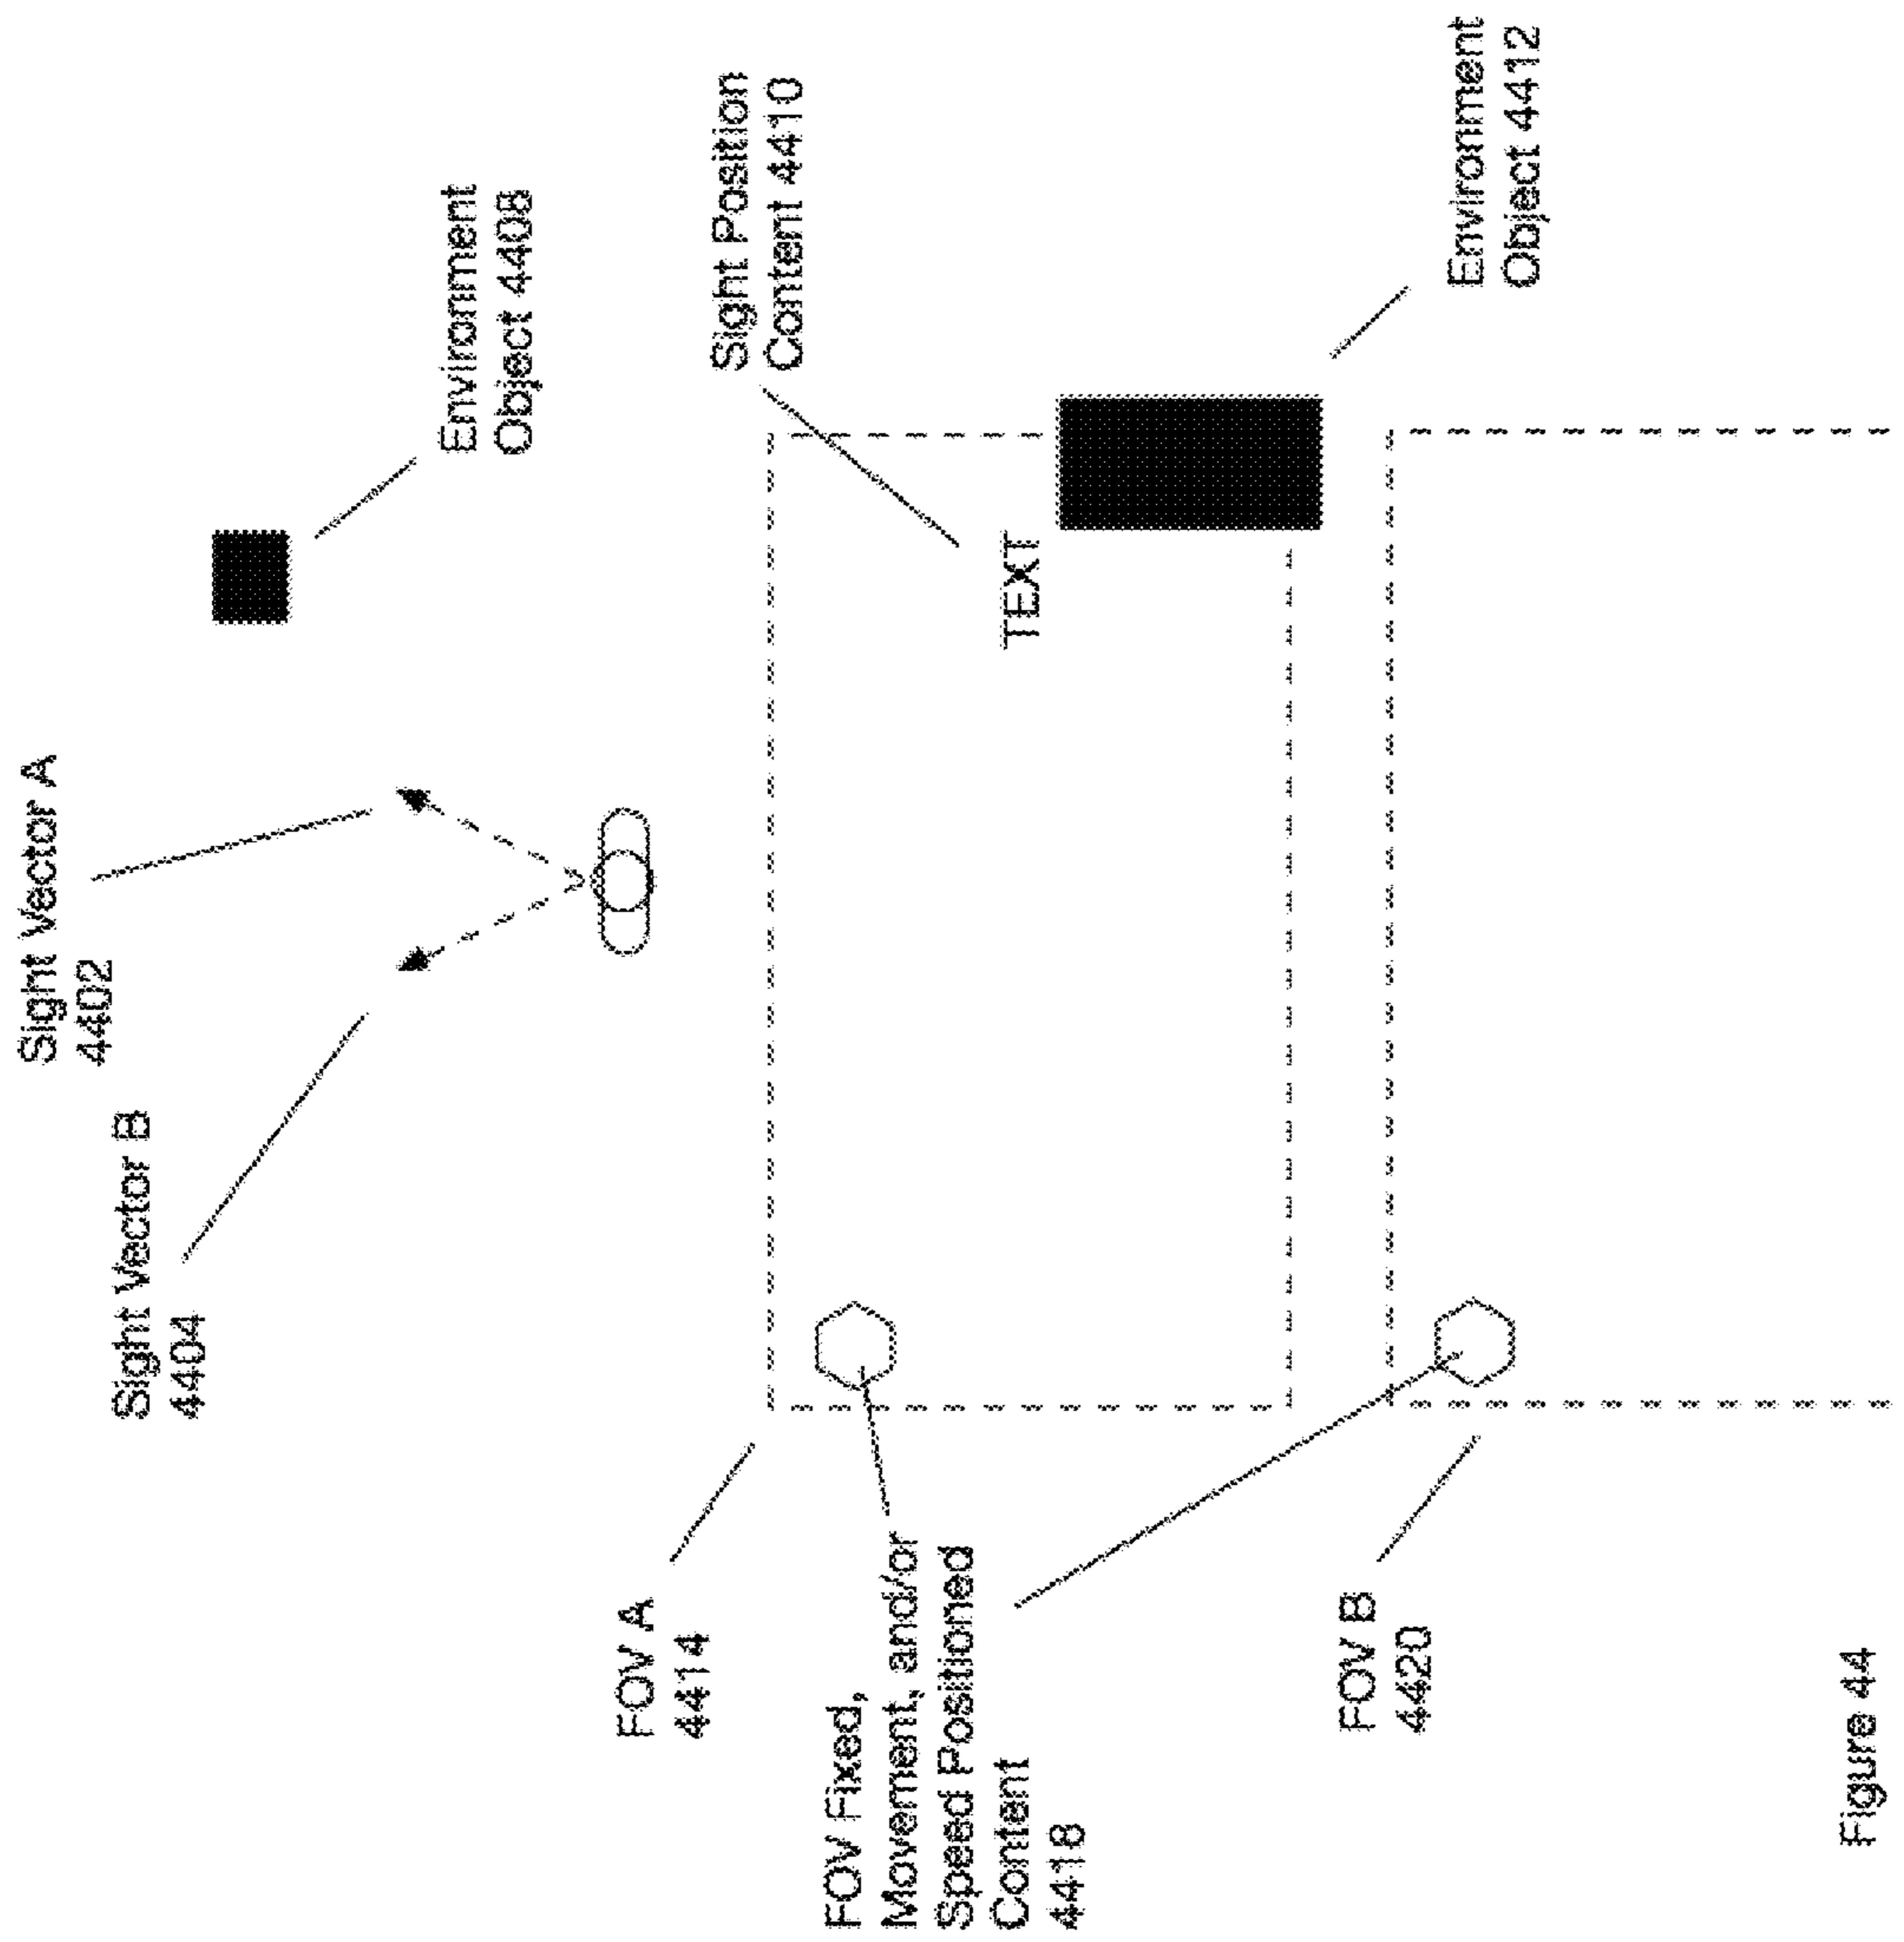 Sight Vector A
4402
Sight Vector B
4404
Environment
Object 4408
FOV A
4414
Sight Position
Content 4410
TEXT
FOV Fixed,
Movement, and/or
Speed Positioned
Content
4418
Environment
Object 4412
FOV B
4420
Figure 44